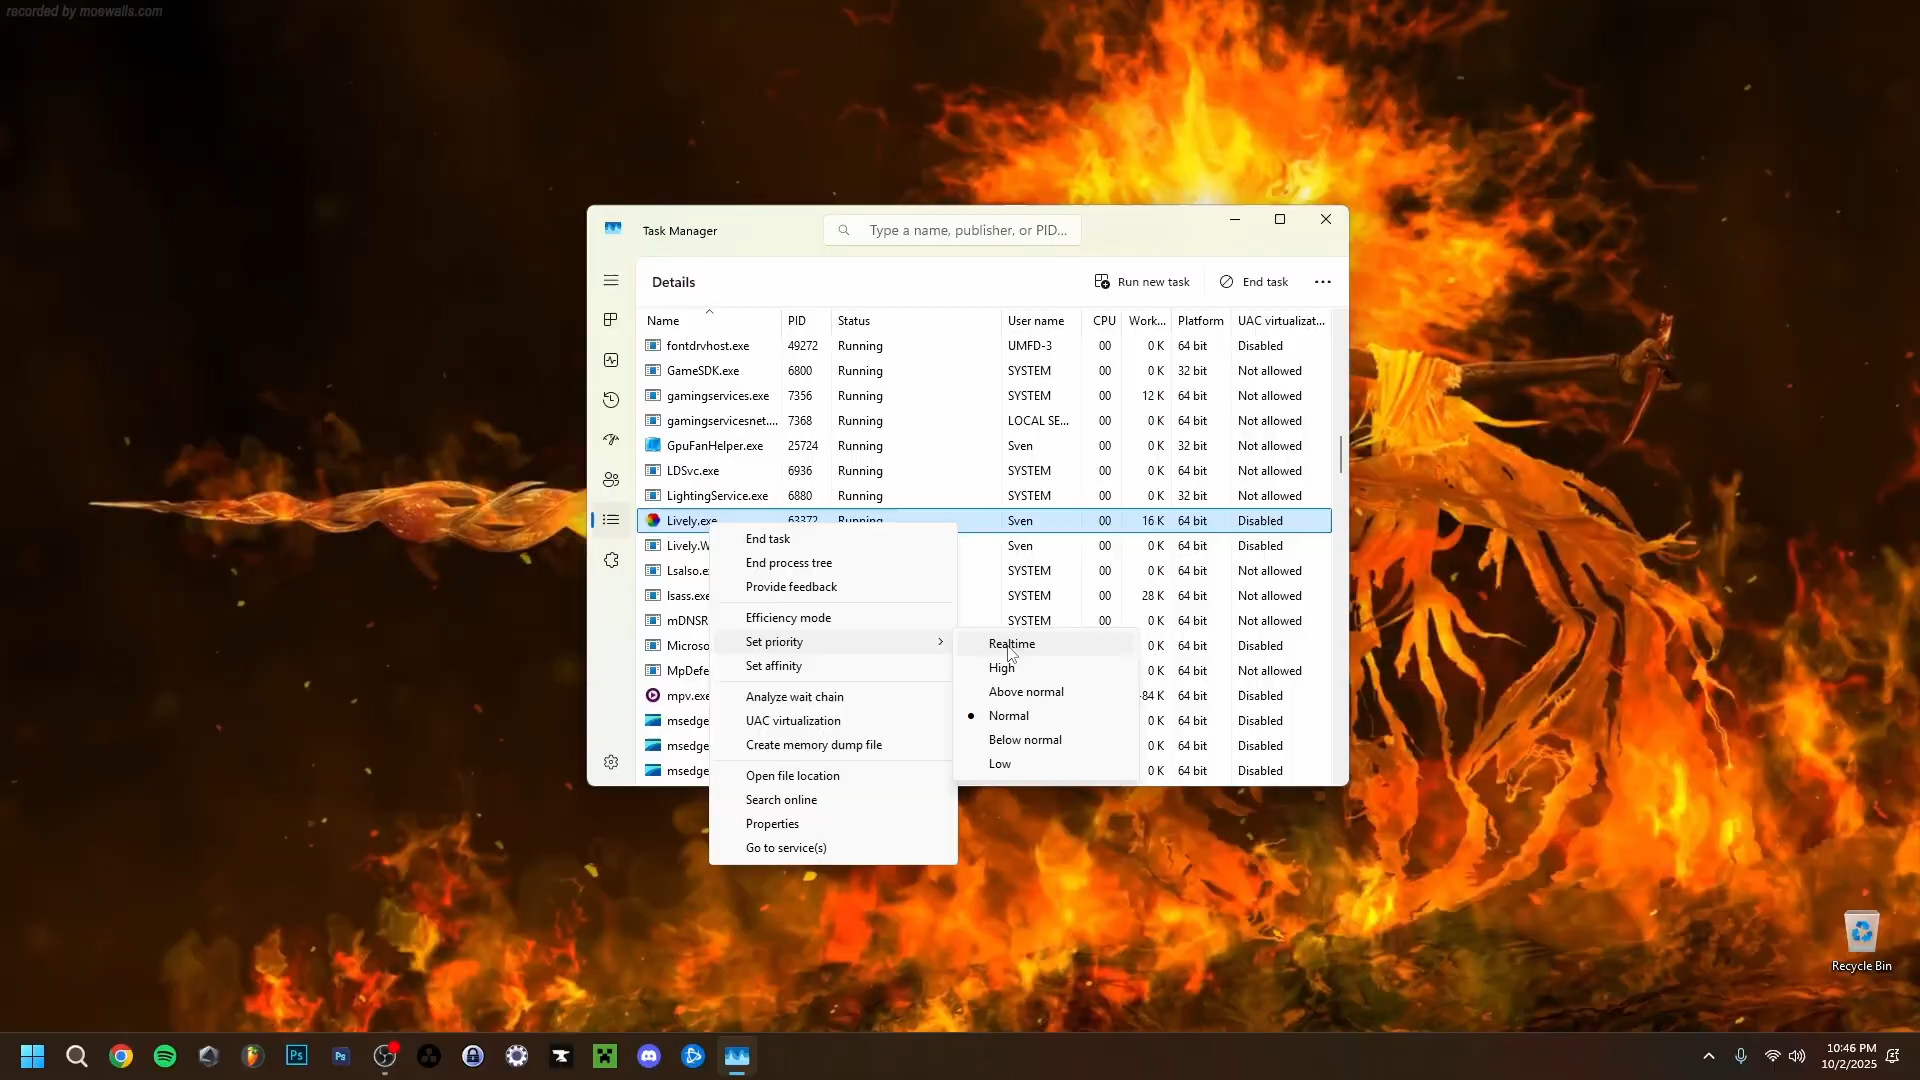 recorded by moewalls.com
Task Manager
Type a name, publisher, or PID...
Details
Run new task
End task
Name PID Status User name CPU Work... Platform UAC virtualizat...
fontdrvhost.exe 49272 Running UMFD-3 00 0 K 64 bit Disabled
GameSDK.exe 6800 Running SYSTEM 00 0 K 32 bit Not allowed
gamingservices.exe 7356 Running SYSTEM 00 12 K 64 bit Not allowed
gamingservicesnet.... 7368 Running LOCAL SE... 00 0 K 64 bit Not allowed
GpuFanHelper.exe 25724 Running Sven 00 0 K 32 bit Not allowed
LDSvc.exe 6936 Running SYSTEM 00 0 K 64 bit Not allowed
LightingService.exe 6880 Running SYSTEM 00 0 K 32 bit Not allowed
Lively.exe 63372 Running Sven 00 16 K 64 bit Disabled
Lively.W Sven 00 0 K 64 bit Disabled
LsaIso.e SYSTEM 00 0 K 64 bit Not allowed
lsass.exe SYSTEM 00 28 K 64 bit Not allowed
mDNSR SYSTEM 00 0 K 64 bit Not allowed
Microso 0 K 64 bit Disabled
MpDefe 0 K 64 bit Not allowed
mpv.exe 84 K 64 bit Disabled
msedge 0 K 64 bit Disabled
msedge 0 K 64 bit Disabled
msedge 0 K 64 bit Disabled
End task
End process tree
Provide feedback
Efficiency mode
Set priority
Set affinity
Analyze wait chain
UAC virtualization
Create memory dump file
Open file location
Search online
Properties
Go to service(s)
Realtime
High
Above normal
Normal
Below normal
Low
Recycle Bin
Ps
Ps
10:46 PM
10/2/2025